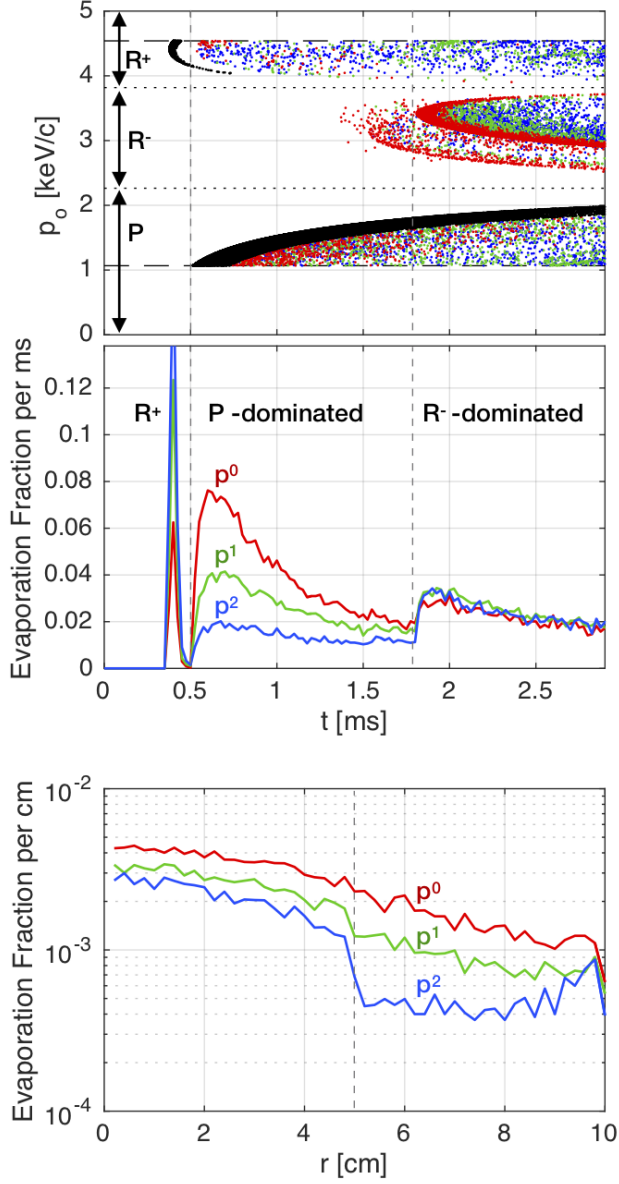 5
4
3
2
1
0
pₒ [keV/c]
R⁺
R⁻
P
0.12
0.1
0.08
0.06
0.04
0.02
0
Evaporation Fraction per ms
R⁺
P -dominated
R⁻ -dominated
p⁰
p¹
p²
0
0.5
1
1.5
2
2.5
t [ms]
10⁻²
10⁻³
10⁻⁴
Evaporation Fraction per cm
p⁰
p¹
p²
0
2
4
6
8
10
r [cm]